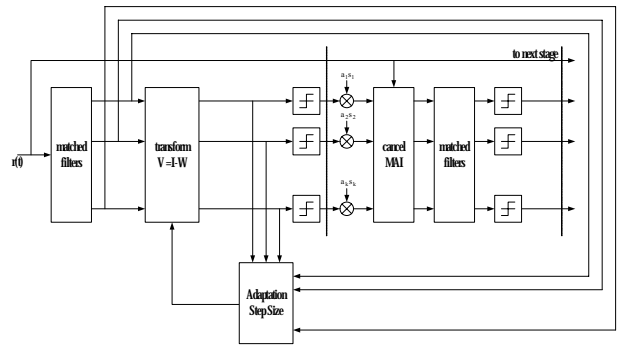 to next stage
a₁s₁
a₂s₂
aₖsₖ
r(t)
matched
filters
transform
V =I-W
cancel
MAI
matched
filters
Adaptation
Step Size